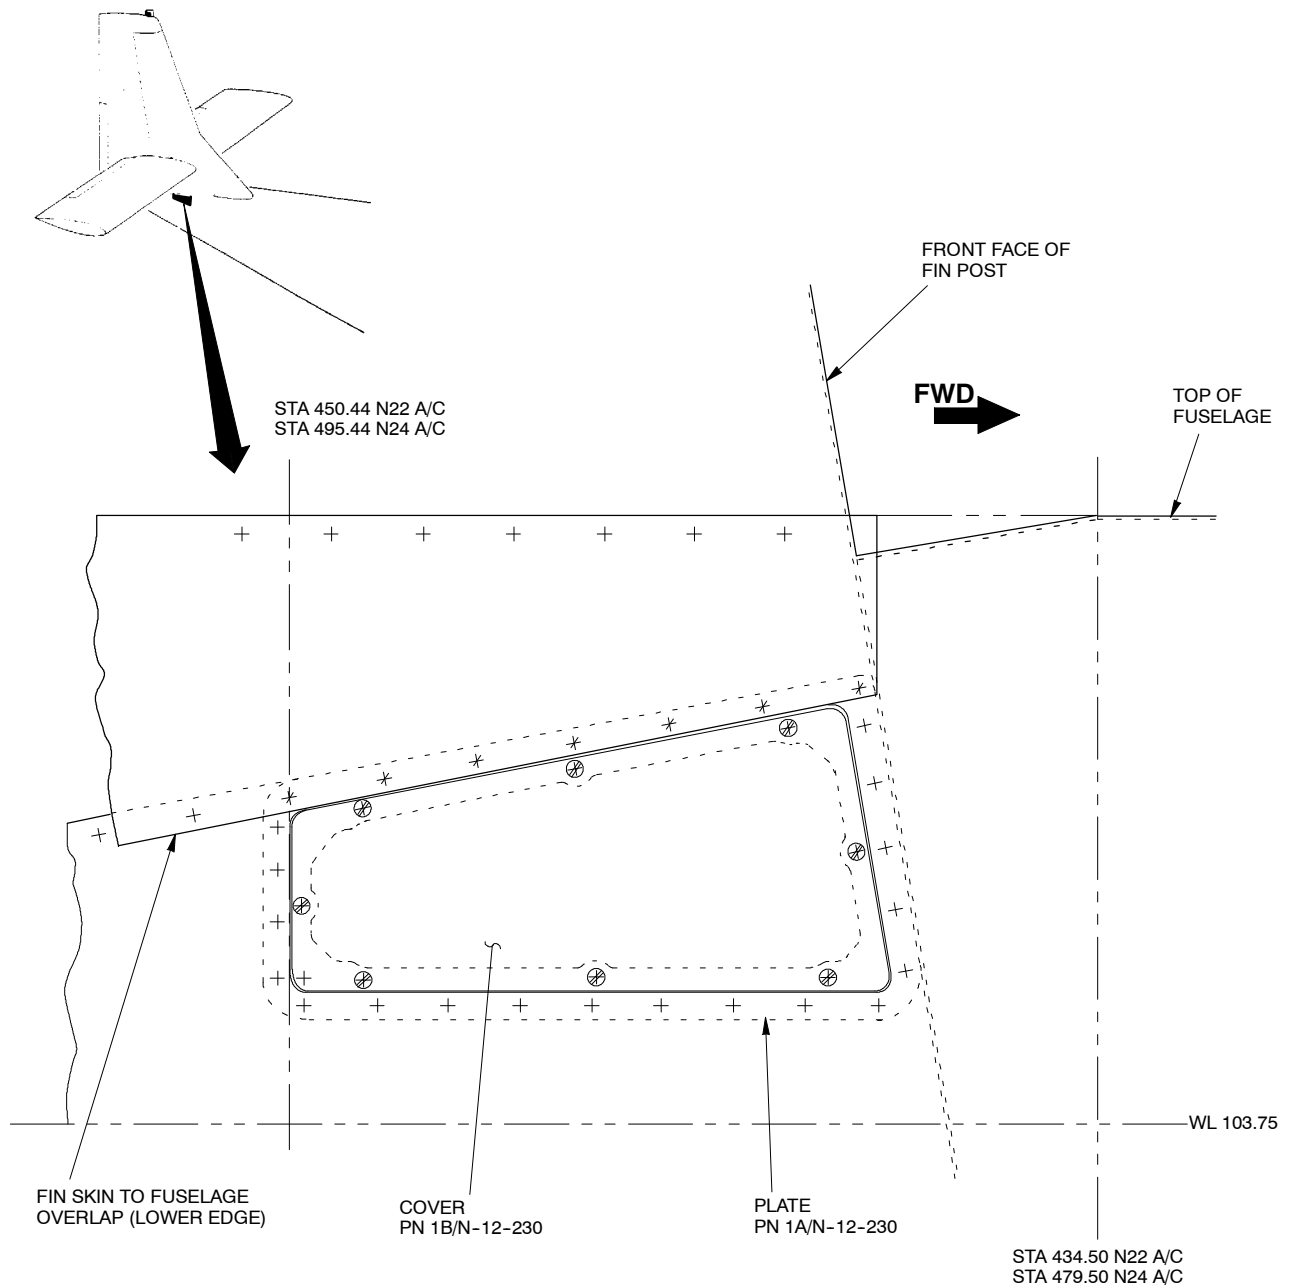 FRONT FACE OF
FIN POST
FWD
TOP OF
FUSELAGE
STA 450.44 N22 A/C
STA 495.44 N24 A/C
WL 103.75
FIN SKIN TO FUSELAGE
OVERLAP (LOWER EDGE)
COVER
PN 1B/N-12-230
PLATE
PN 1A/N-12-230
STA 434.50 N22 A/C
STA 479.50 N24 A/C